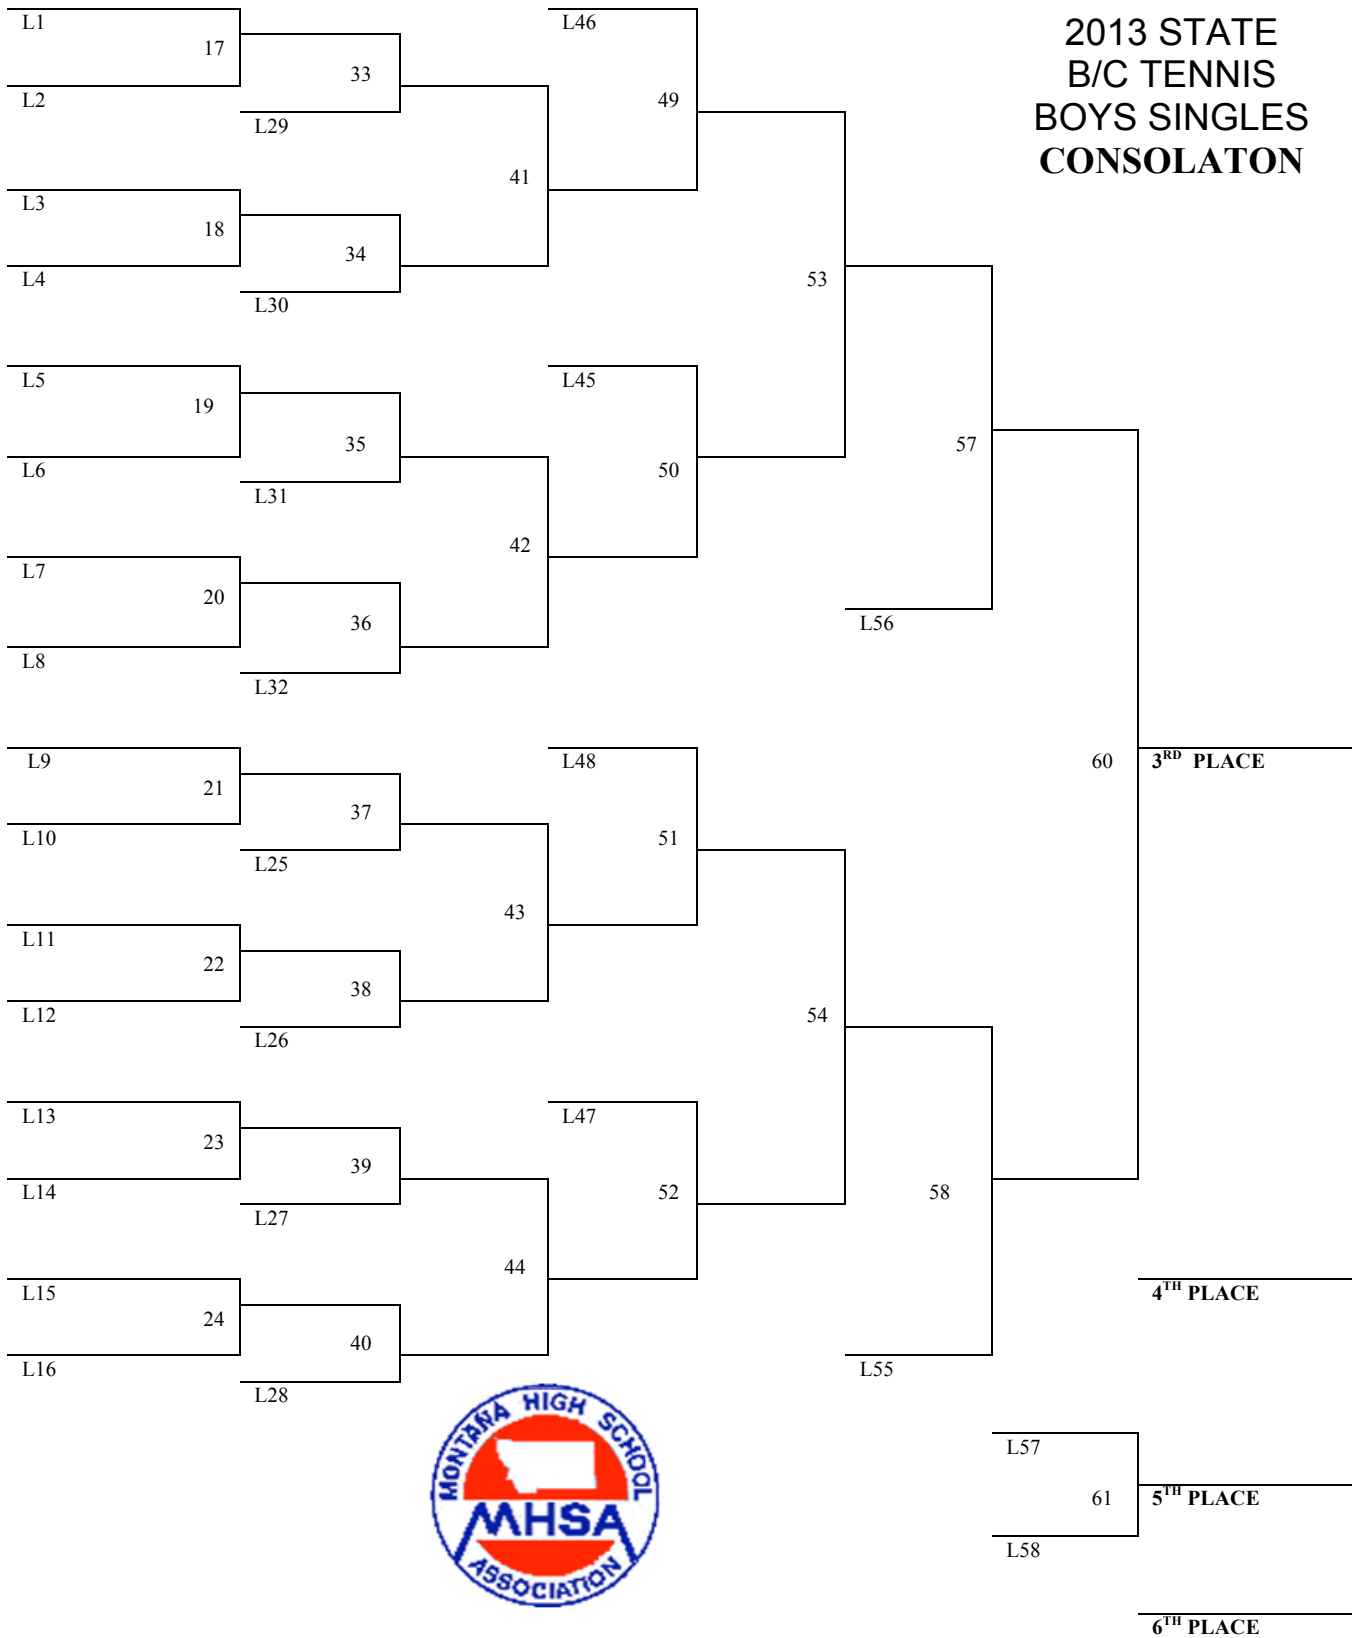 2013 STATE
B/C TENNIS
BOYS SINGLES
CONSOLATON
L1
17
L2
33
L29
L3
18
L4
34
L30
41
L46
49
L5
19
L6
35
L31
L7
20
L8
36
L32
42
L45
50
53
57
L56
L9
21
L10
37
L25
L11
22
L12
38
L26
43
L48
51
L13
23
L14
39
L27
L15
24
L16
40
L28
44
L47
52
54
58
L55
60
3RD PLACE
4TH PLACE
L57
61
L58
5TH PLACE
6TH PLACE
MONTANA HIGH SCHOOL
MHSA
ASSOCIATION